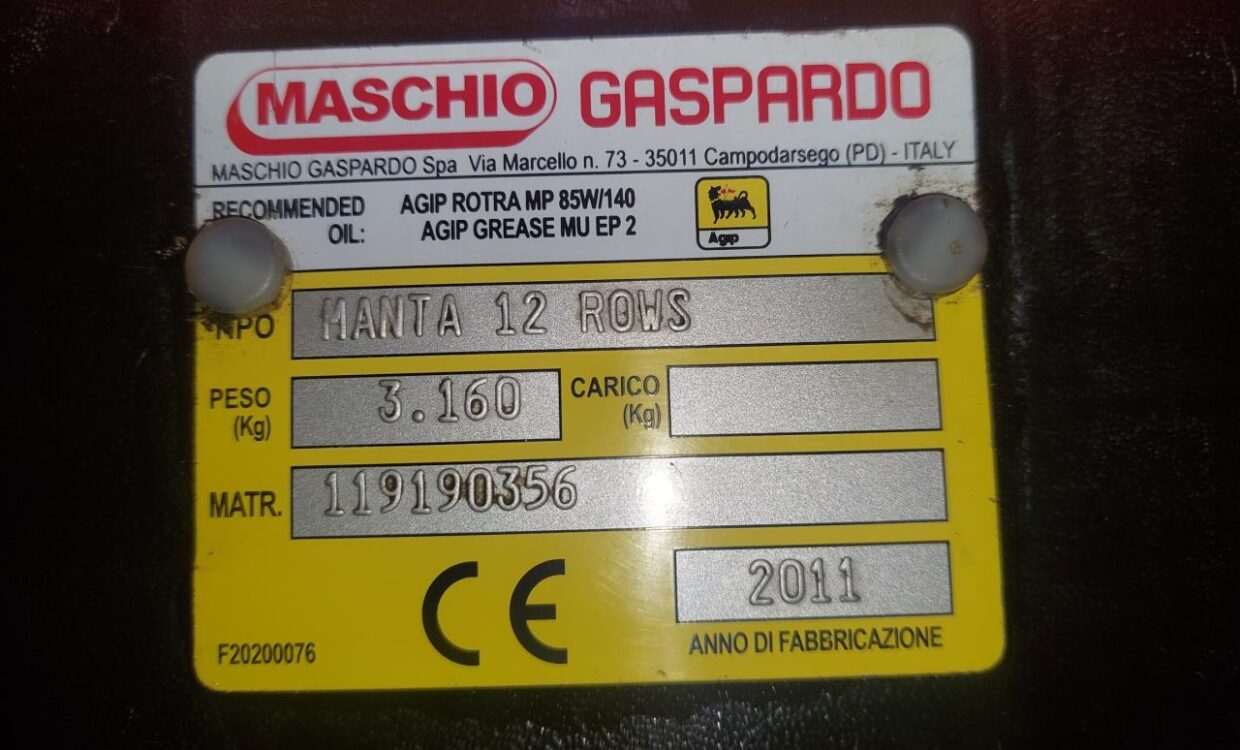 MASCHIO GASPARDO
MASCHIO GASPARDO Spa Via Marcello n. 73 - 35011 Campodarsego (PD) - ITALY
RECOMMENDED OIL: AGIP ROTRA MP 85W/140
AGIP GREASE MU EP 2
Agip
MANTA 12 ROWS
PESO (Kg) 3.160 CARICO (Kg)
MATR. 119190356
CE
2011
ANNO DI FABBRICAZIONE
F20200076